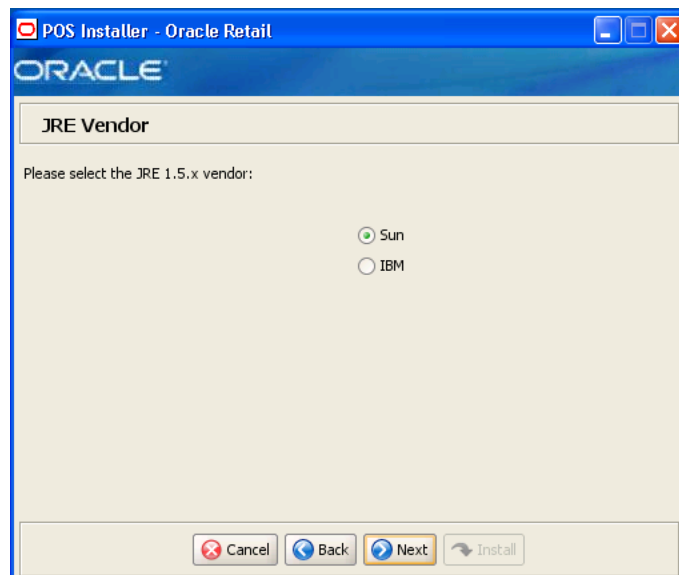 POS Installer - Oracle Retail
ORACLE
JRE Vendor
Please select the JRE 1.5.x vendor:
Sun
IBM
Cancel
Back
Next
Install